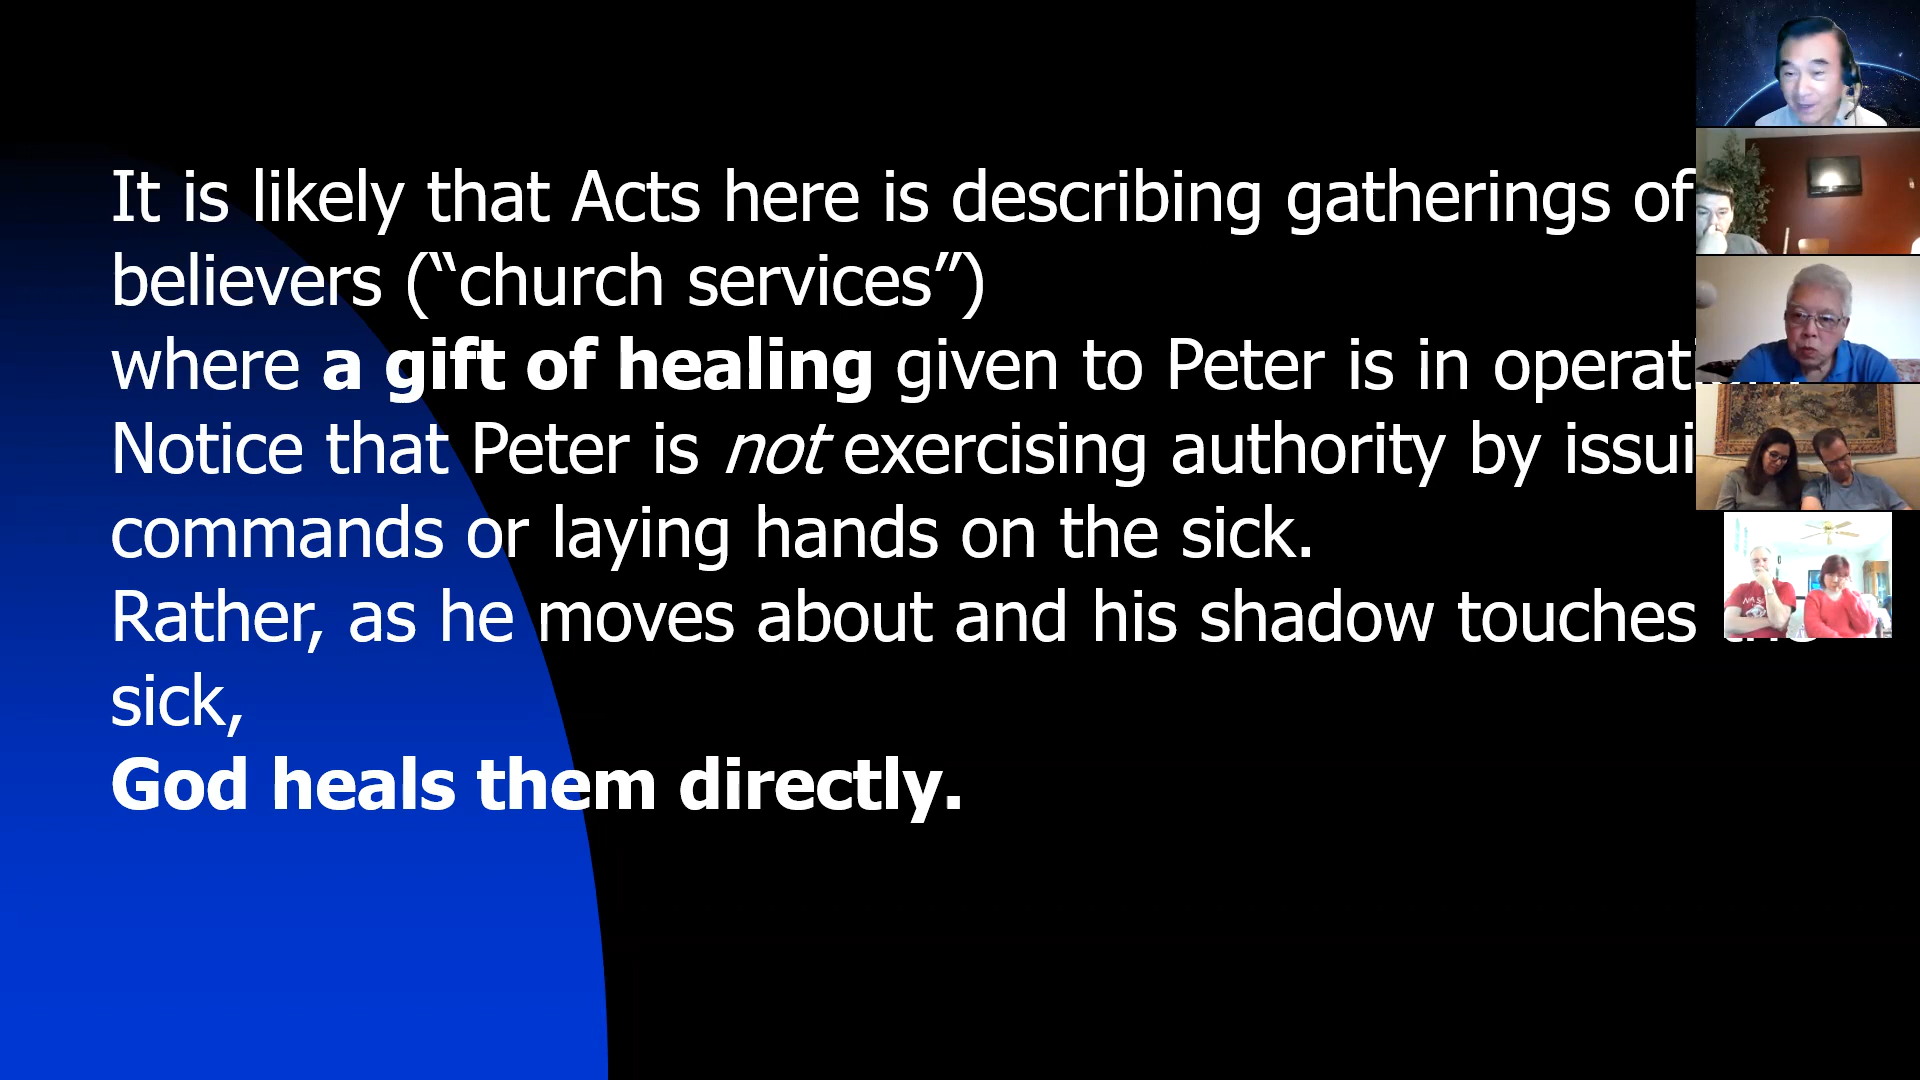 It is likely that Acts here is describing gatherings of
believers (“church services”)
where a gift of healing given to Peter is in operati
Notice that Peter is not exercising authority by issui
commands or laying hands on the sick.
Rather, as he moves about and his shadow touches
sick,
God heals them directly.